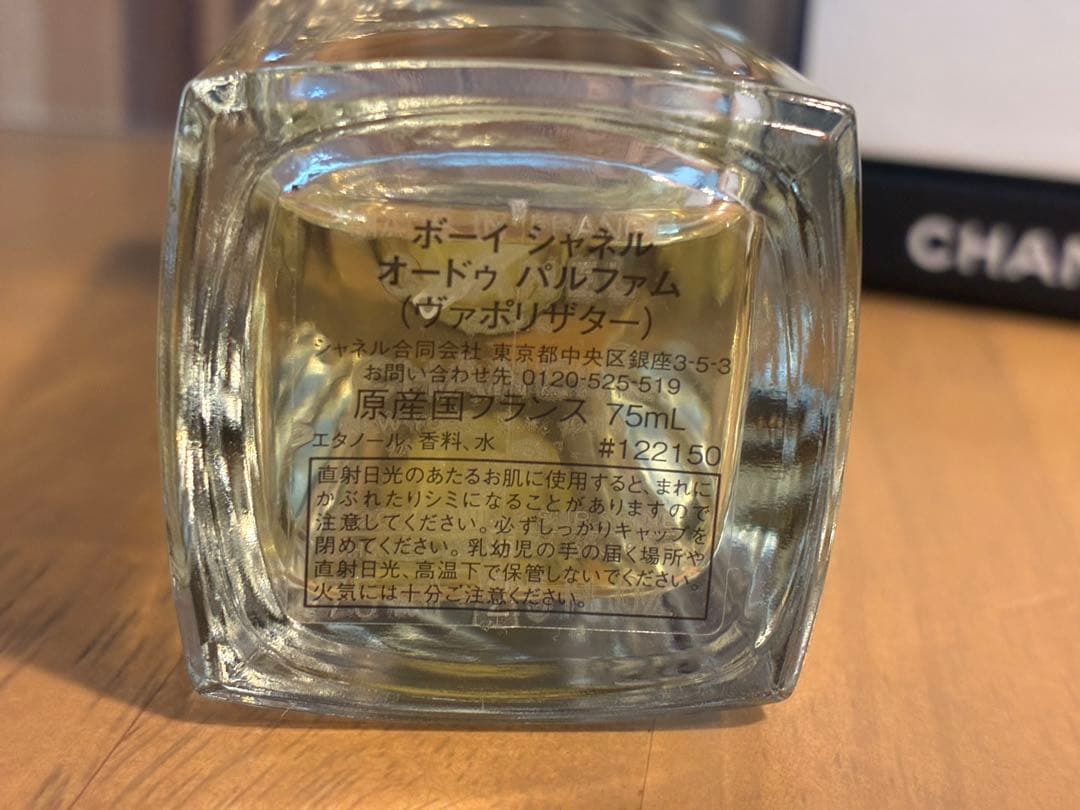 ボーイ シャネル
オードゥ パルファム
(ヴァポリザター)
シャネル合同会社 東京都中央区銀座3-5-3
お問い合わせ先 0120-525-519
原産国フランス 75mL
エタノール、香料、水 #122150
直射日光のあたるお肌に使用すると、まれに
かぶれたりシミになることがありますので
注意してください。必ずしっかりキャップを
閉めてください。乳幼児の手の届く場所や
直射日光、高温下で保管しないでください。
火気には十分ご注意ください。
CHAN